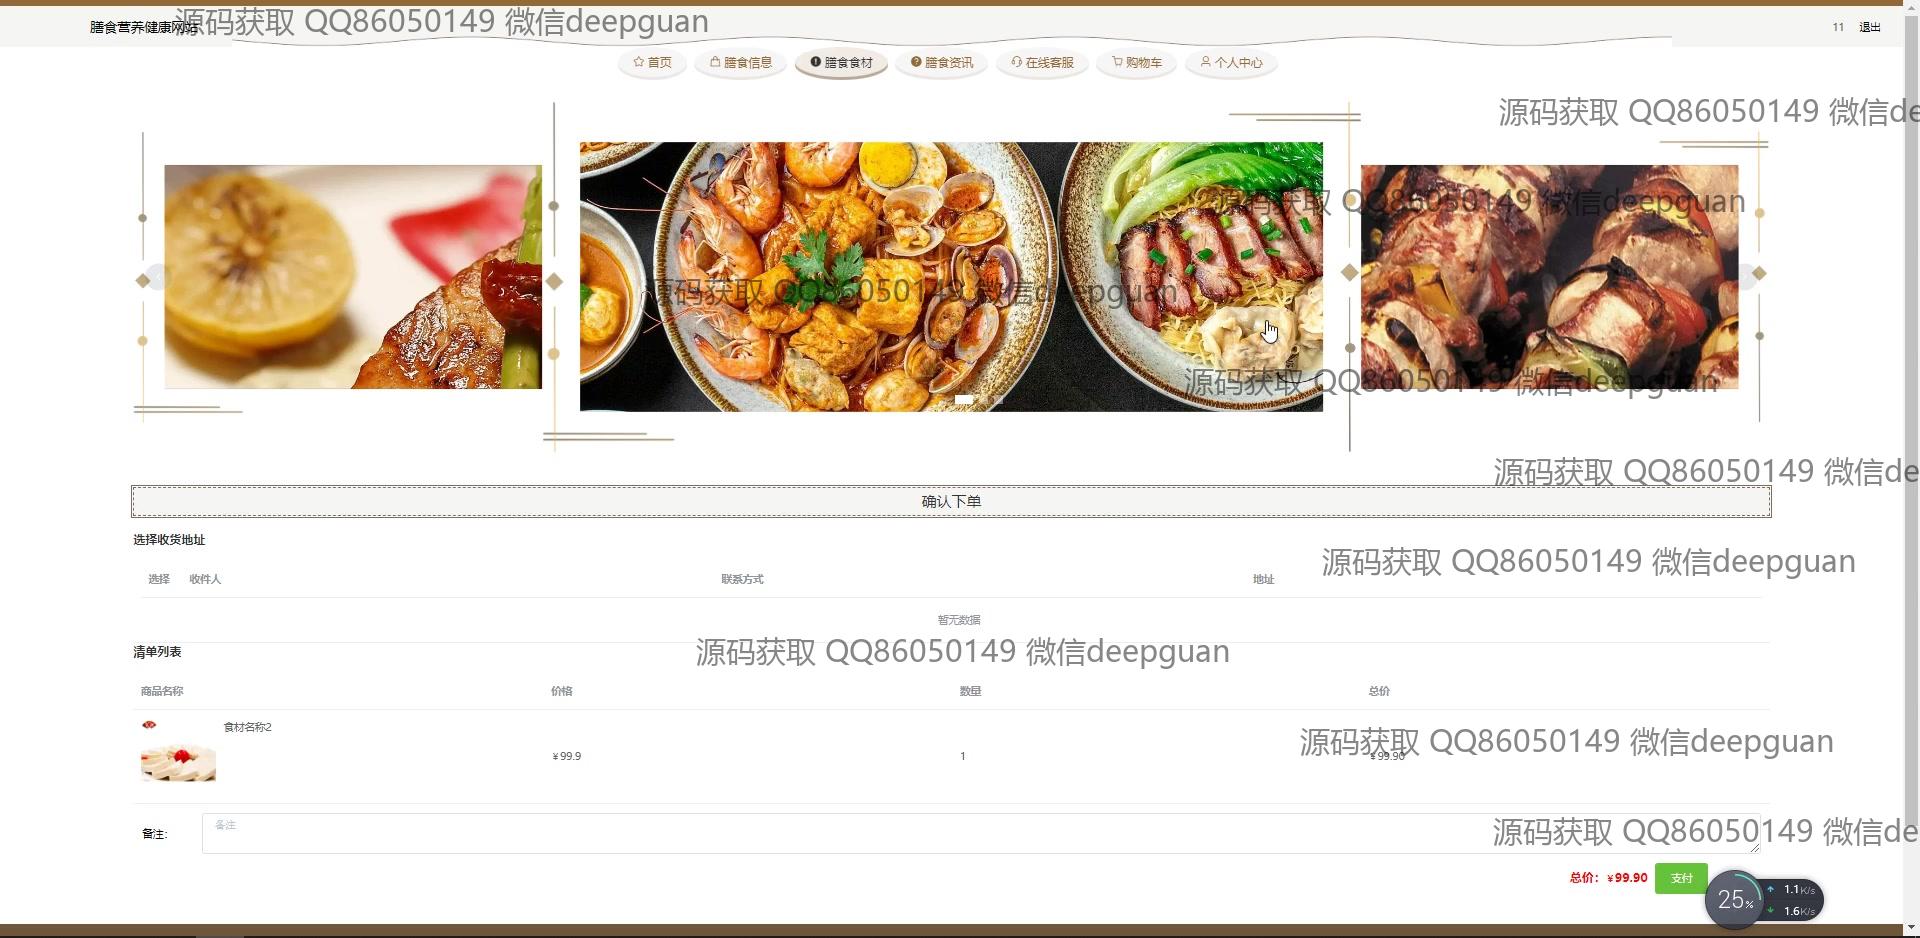 膳食营养健康网站
源码获取 QQ86050149 微信deepguan
11 退出
首页 膳食信息 膳食食材 膳食资讯 在线客服 购物车 个人中心
源码获取 QQ86050149 微信de
源码获取 QQ86050149 微信deepguan
源码获取 QQ86050149 微信deepguan
源码获取 QQ86050149 微信deepguan
源码获取 QQ86050149 微信de
确认下单
选择收货地址
源码获取 QQ86050149 微信deepguan
选择 收件人 联系方式 地址
暂无数据
清单列表
源码获取 QQ86050149 微信deepguan
商品名称 价格 数量 总价
食材名称2
源码获取 QQ86050149 微信deepguan
¥99.9 1 ¥99.90
备注
备注:
源码获取 QQ86050149 微信de
总价: ¥99.90 支付
25%
1.1K/s
1.6K/s